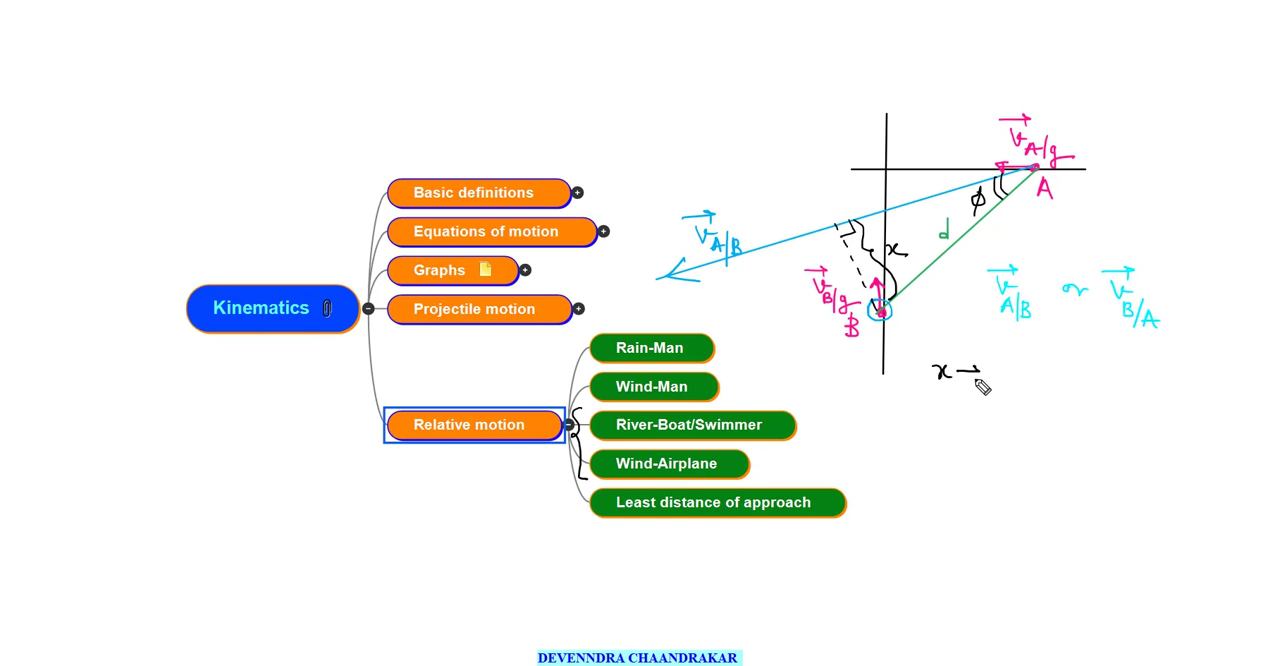 Kinematics
Basic definitions
Equations of motion
Graphs
Projectile motion
Relative motion
Rain-Man
Wind-Man
River-Boat/Swimmer
Wind-Airplane
Least distance of approach
v A/g
A
ϕ
d
x
v A/B
v B/g
B
v A/B or v B/A
x →
DEVENNDRA CHAANDRAKAR